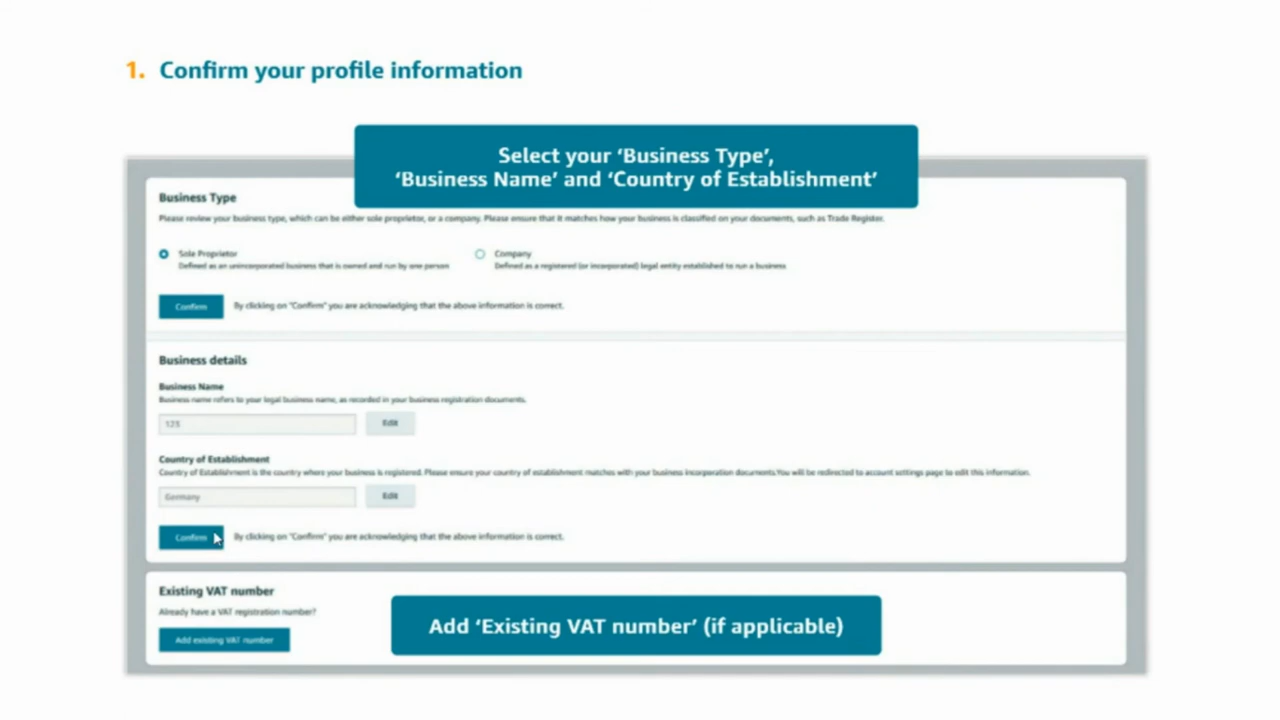 1. Confirm your profile information
Select your ‘Business Type’,
‘Business Name’ and ‘Country of Establishment’
Business Type
Please review your business type, which can be either sole proprietor, or a company. Please ensure that it matches how your business is classified on your documents, such as Trade Register.
Sole Proprietor Company
Defined as an unincorporated business that is owned and run by one person Defined as a registered (or incorporated) legal entity established to run a business
Confirm By clicking on "Confirm" you are acknowledging that the above information is correct.
Business details
Business Name
Business name refers to your legal business name, as recorded in your business registration documents.
123 Edit
Country of Establishment
Country of Establishment is the country where your business is registered. Please ensure your country of establishment matches with your business incorporation documents.You will be redirected to account settings page to edit this information.
Germany Edit
Confirm By clicking on "Confirm" you are acknowledging that the above information is correct.
Existing VAT number
Already have a VAT registration number?
Add existing VAT number
Add ‘Existing VAT number’ (if applicable)